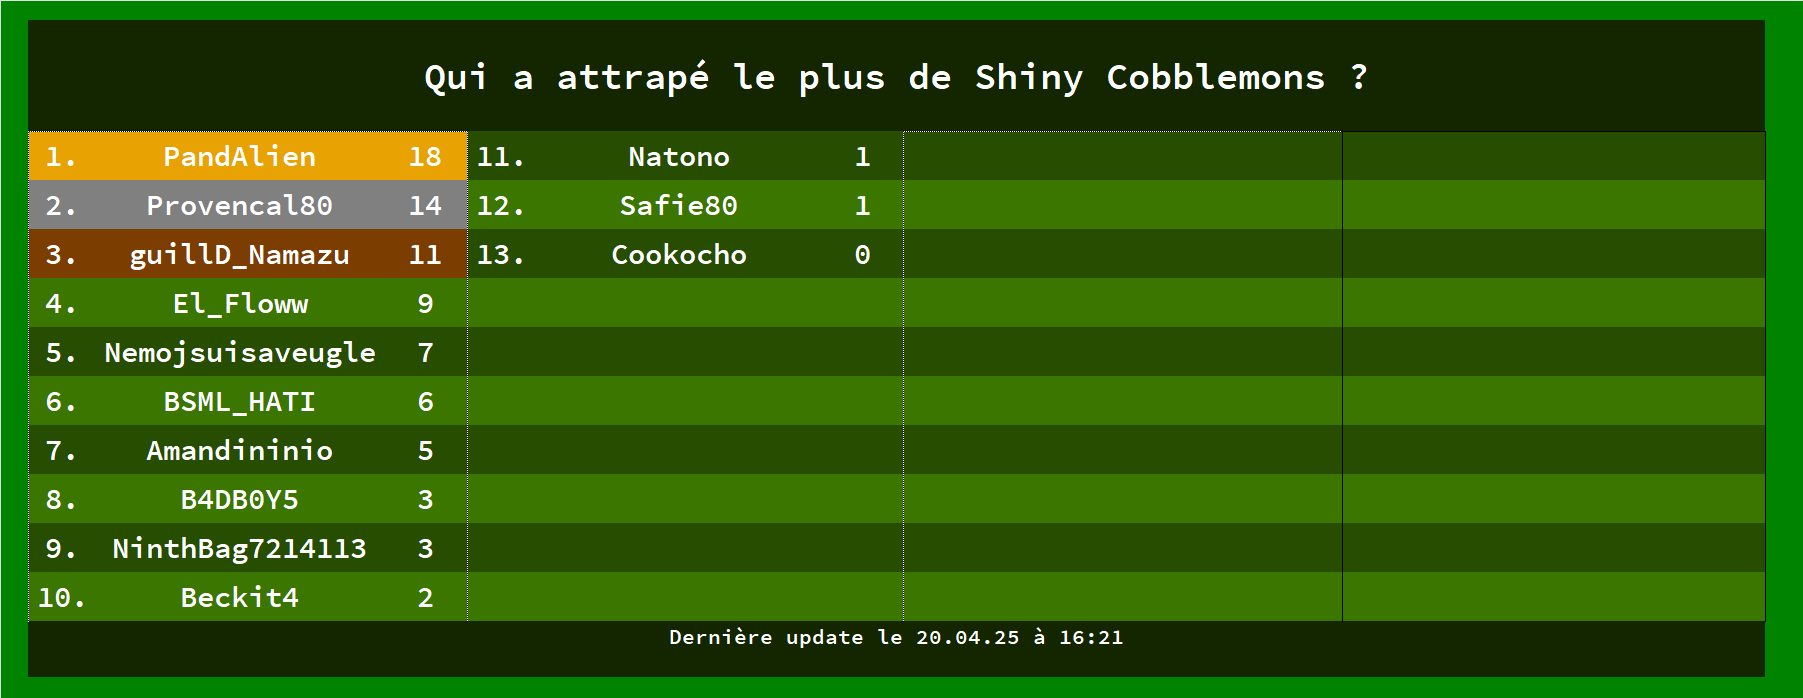 Qui a attrapé le plus de Shiny Cobblemons ?
1. PandAlien 18
2. Provencal80 14
3. guillD_Namazu 11
4. El_Floww 9
5. Nemojsuisaveugle 7
6. BSML_HATI 6
7. Amandininio 5
8. B4DB0Y5 3
9. NinthBag7214113 3
10. Beckit4 2
11. Natono 1
12. Safie80 1
13. Cookocho 0
Dernière update le 20.04.25 à 16:21